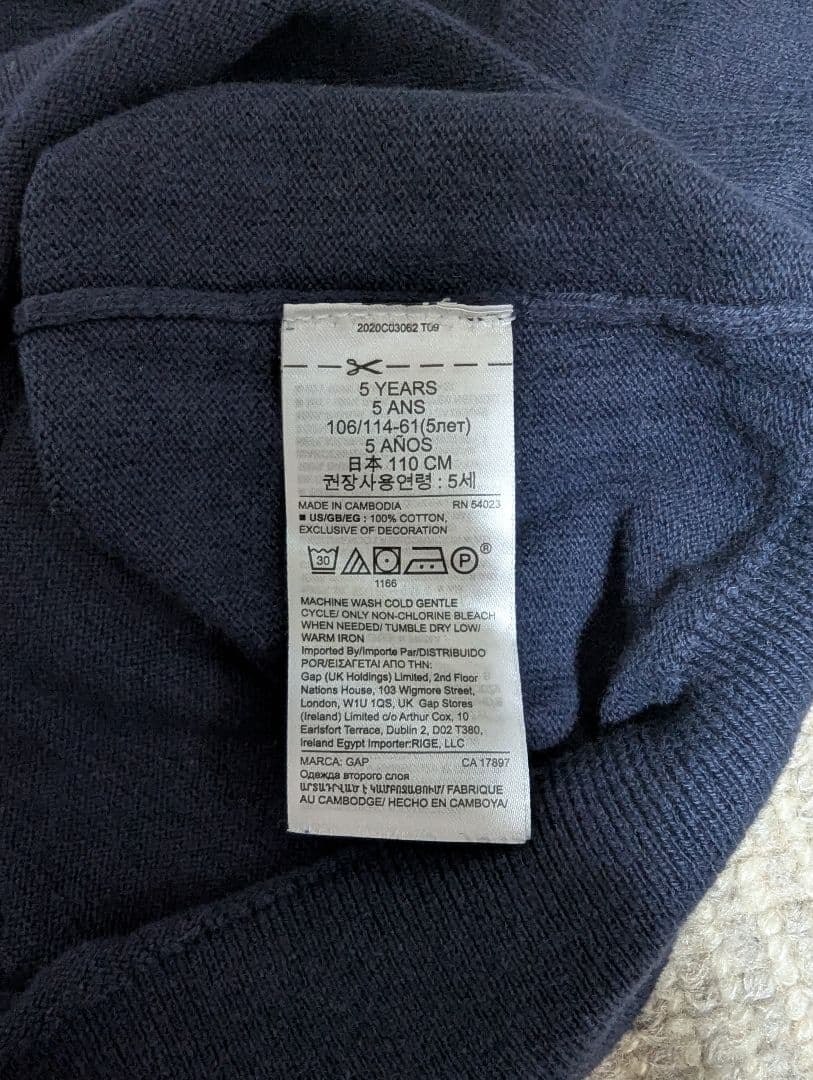 2020C03062 T09
5 YEARS
5 ANS
106/114-61(5лет)
5 AÑOS
日本 110 CM
권장사용연령 : 5세
MADE IN CAMBODIA RN 54023
■ US/GB/EG : 100% COTTON,
EXCLUSIVE OF DECORATION
30 P ®
1166
MACHINE WASH COLD GENTLE
CYCLE/ ONLY NON-CHLORINE BLEACH
WHEN NEEDED/ TUMBLE DRY LOW/
WARM IRON
Imported By/Importe Par/DISTRIBUIDO
POR/ΕΙΣΑΓΕΤΑΙ ΑΠΟ ΤΗΝ:
Gap (UK Holdings) Limited, 2nd Floor
Nations House, 103 Wigmore Street,
London, W1U 1QS, UK Gap Stores
(Ireland) Limited c/o Arthur Cox, 10
Earlsfort Terrace, Dublin 2, D02 T380,
Ireland Egypt Importer:RIGE, LLC
MARCA: GAP CA 17897
Одежда второго слоя
ԱՐՏԱԴՐՎԱԾ Է ԿԱՄԲՈՋԱՅՈՒՄ/ FABRIQUE
AU CAMBODGE/ HECHO EN CAMBOYA/